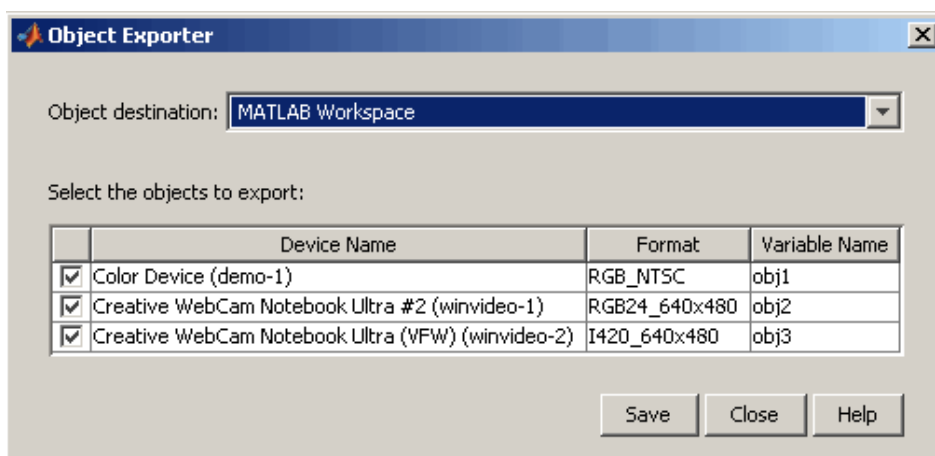 Object Exporter
Object destination: MATLAB Workspace
Select the objects to export:
Device Name Format Variable Name
Color Device (demo-1) RGB_NTSC obj1
Creative WebCam Notebook Ultra #2 (winvideo-1) RGB24_640x480 obj2
Creative WebCam Notebook Ultra (VFW) (winvideo-2) I420_640x480 obj3
Save Close Help